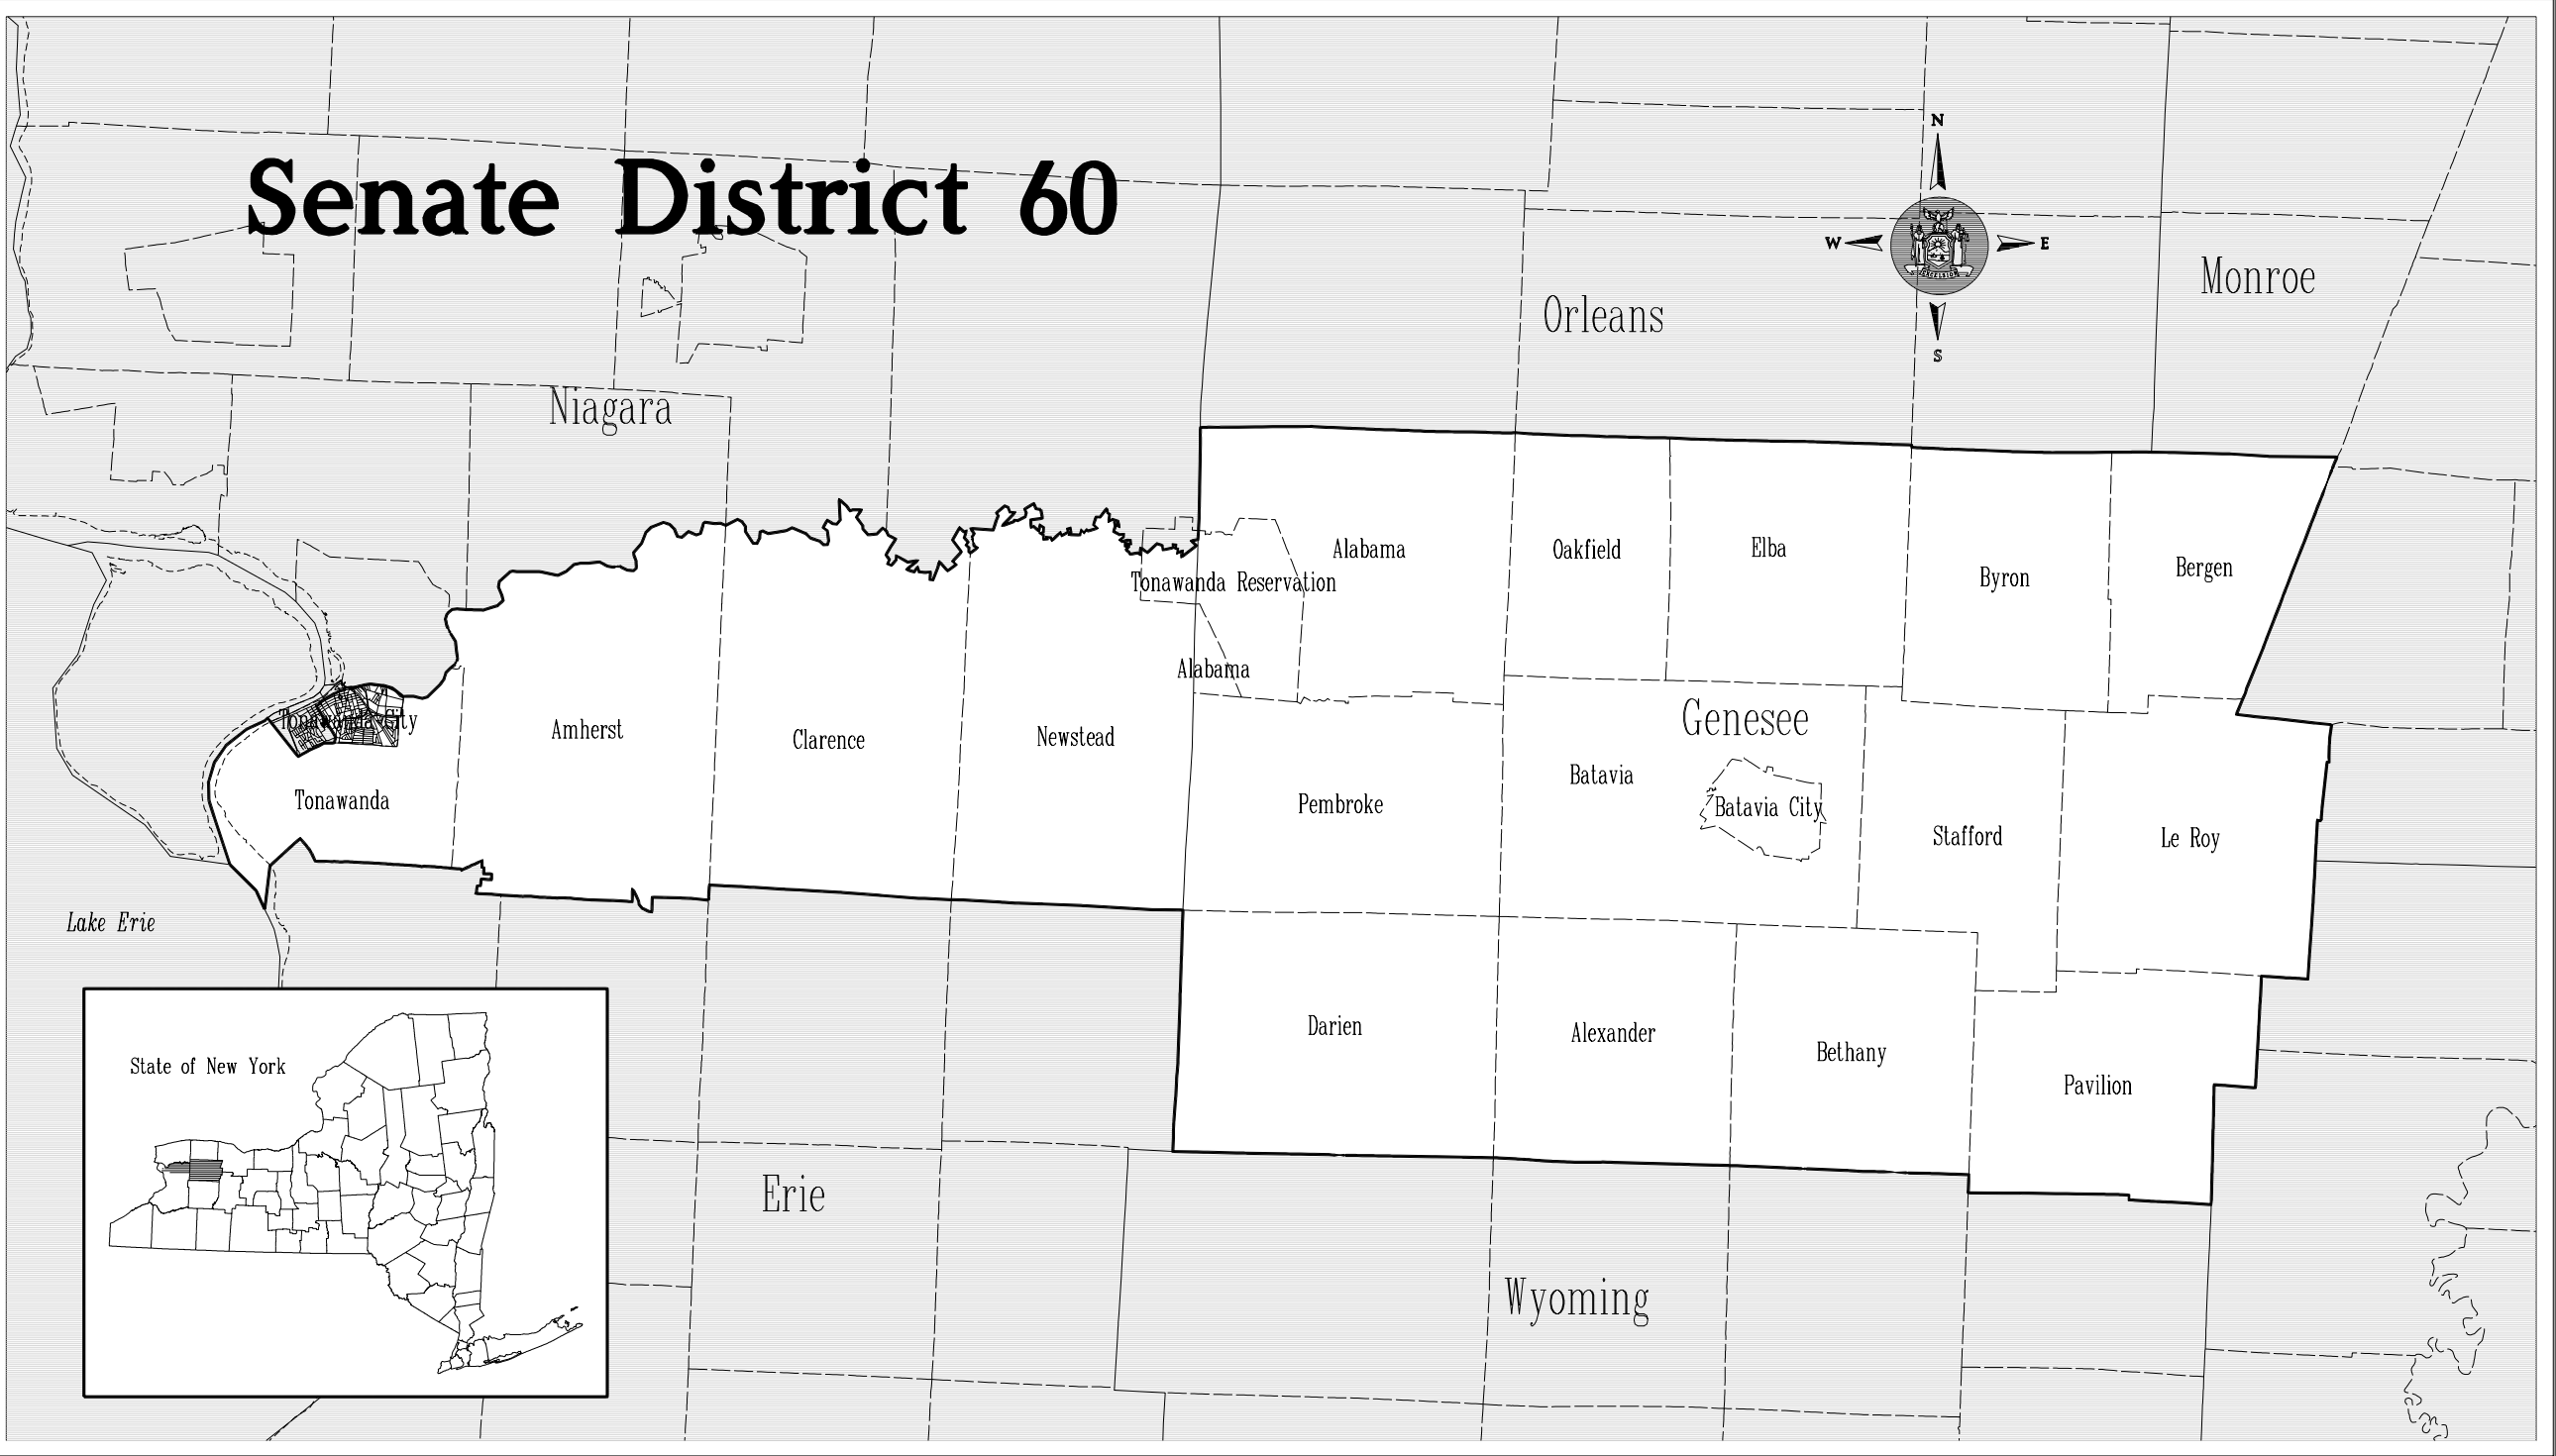 Senate District 60
N
W
E
S
EXCELSIOR
Monroe
Orleans
Niagara
Alabama
Oakfield
Elba
Byron
Bergen
Tonawanda Reservation
Alabama
Tonawanda City
Amherst
Clarence
Newstead
Genesee
Batavia
Batavia City
Pembroke
Tonawanda
Stafford
Le Roy
Lake Erie
Darien
Alexander
Bethany
Pavilion
State of New York
Erie
Wyoming